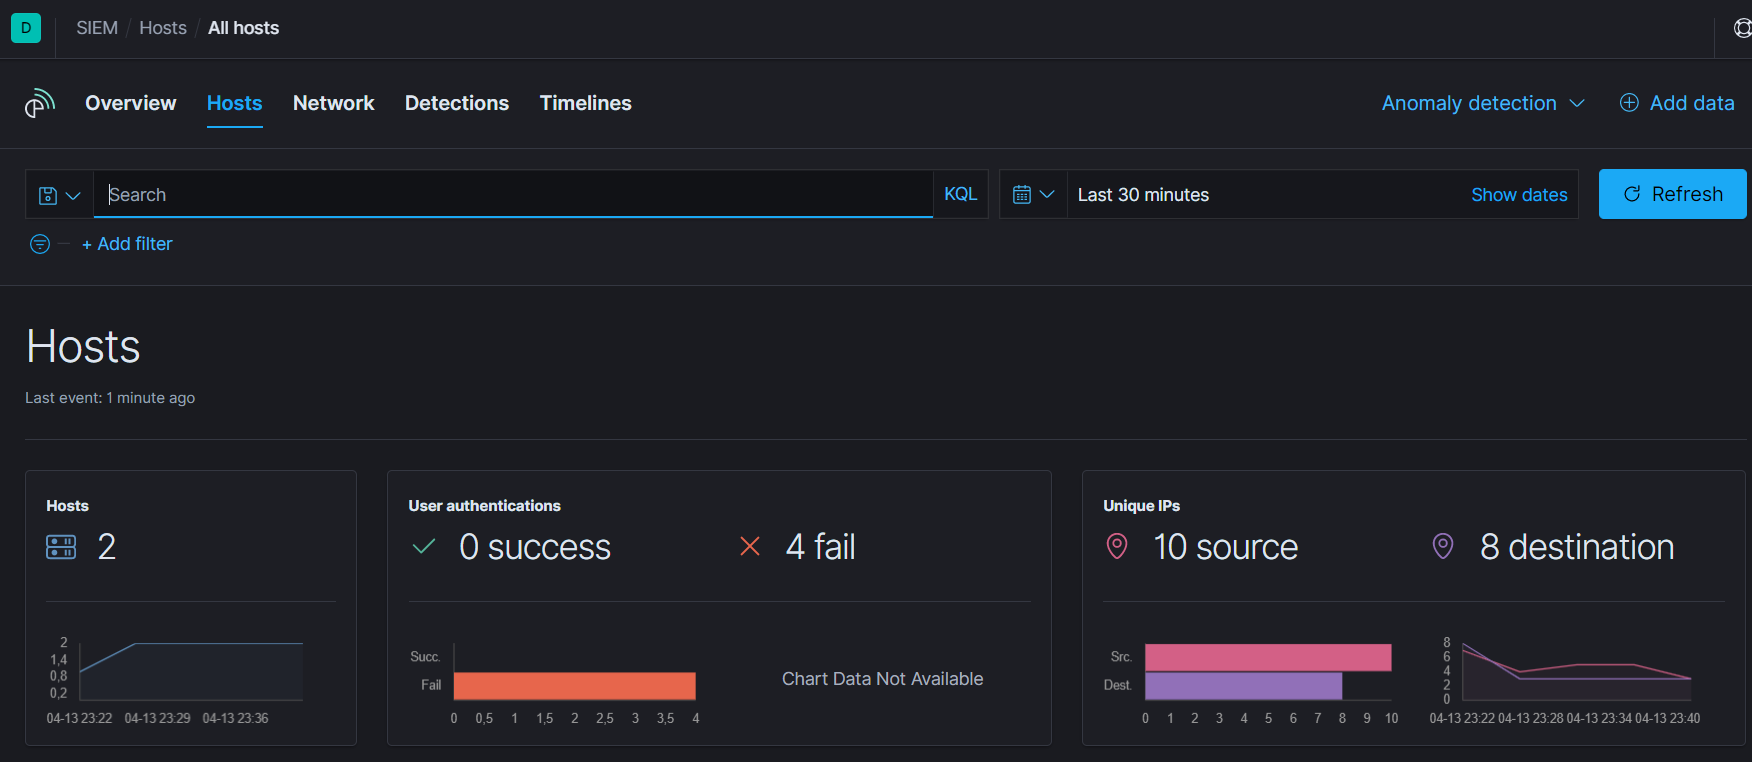 D SIEM / Hosts / All hosts
Overview Hosts Network Detections Timelines Anomaly detection Add data
Search KQL Last 30 minutes Show dates Refresh
+ Add filter
Hosts
Last event: 1 minute ago
Hosts
2
2
1,4
0,8
0,2
04-13 23:22 04-13 23:29 04-13 23:36
User authentications
0 success 4 fail
Succ.
Fail
0 0,5 1 1,5 2 2,5 3 3,5 4
Chart Data Not Available
Unique IPs
10 source 8 destination
Src.
Dest.
0 1 2 3 4 5 6 7 8 9 10
8
6
4
2
0
04-13 23:22 04-13 23:28 04-13 23:34 04-13 23:40